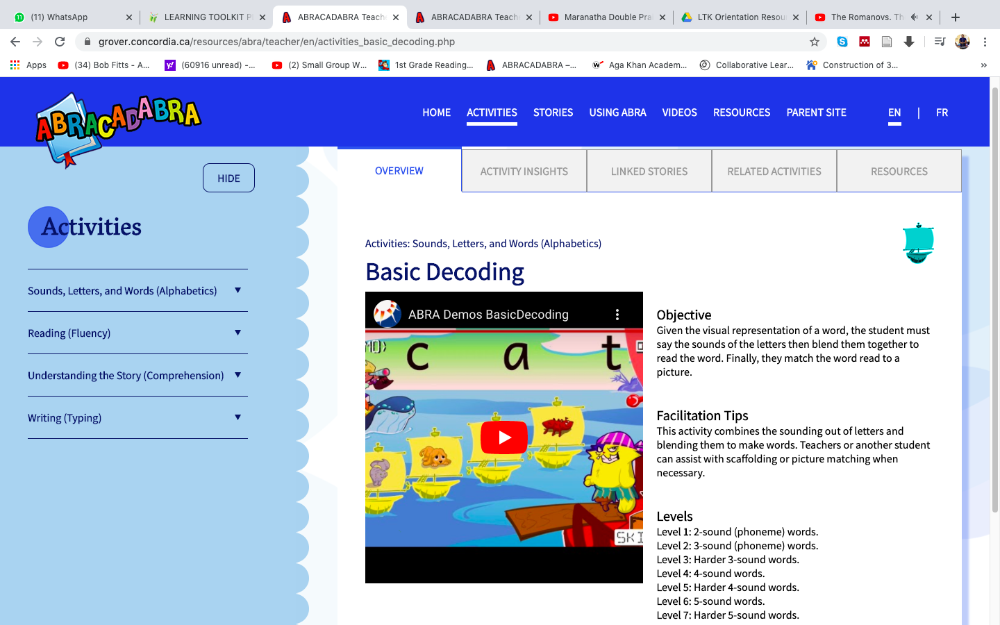 (11) WhatsApp
LEARNING TOOLKIT P
ABRACADABRA Teach
ABRACADABRA Teach
Maranatha Double Pra
LTK Orientation Resou
The Romanovs. Th
grover.concordia.ca/resources/abra/teacher/en/activities_basic_decoding.php
Apps
(34) Bob Fitts - A...
(60916 unread) -...
(2) Small Group W...
1st Grade Reading...
ABRACADABRA –...
Aga Khan Academ...
Collaborative Lear...
Construction of 3...
»
ABRACADABRA
HOME
ACTIVITIES
STORIES
USING ABRA
VIDEOS
RESOURCES
PARENT SITE
EN
|
FR
HIDE
Activities
Sounds, Letters, and Words (Alphabetics)
Reading (Fluency)
Understanding the Story (Comprehension)
Writing (Typing)
OVERVIEW
ACTIVITY INSIGHTS
LINKED STORIES
RELATED ACTIVITIES
RESOURCES
Activities: Sounds, Letters, and Words (Alphabetics)
Basic Decoding
ABRA Demos BasicDecoding
c a t
SKI
Objective
Given the visual representation of a word, the student must
say the sounds of the letters then blend them together to
read the word. Finally, they match the word read to a
picture.
Facilitation Tips
This activity combines the sounding out of letters and
blending them to make words. Teachers or another student
can assist with scaffolding or picture matching when
necessary.
Levels
Level 1: 2-sound (phoneme) words.
Level 2: 3-sound (phoneme) words.
Level 3: Harder 3-sound words.
Level 4: 4-sound words.
Level 5: Harder 4-sound words.
Level 6: 5-sound words.
Level 7: Harder 5-sound words.